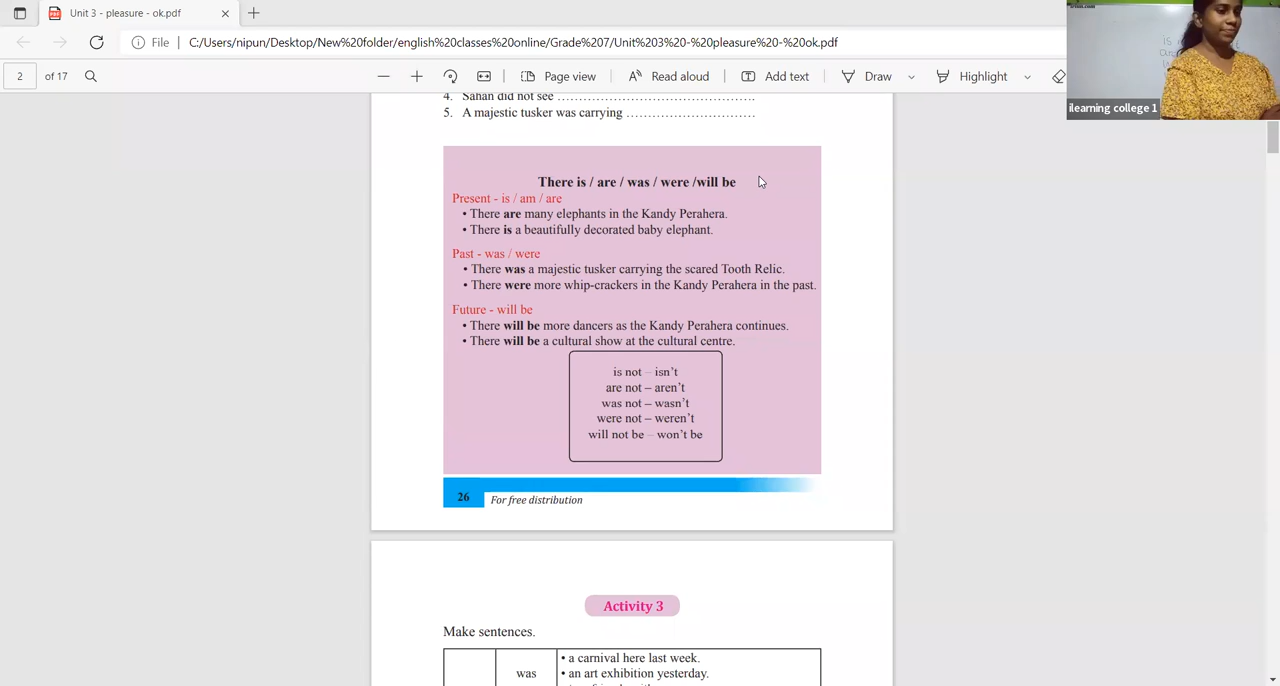 Unit 3 - pleasure - ok.pdf
File
C:/Users/nipun/Desktop/New%20folder/english%20classes%20online/Grade%207/Unit%203%20-%20pleasure%20-%20ok.pdf
2 of 17
Page view
Read aloud
Add text
Draw
Highlight
ilearning college 1
4. Sahan did not see ……………………………………….
5. A majestic tusker was carrying …………………………
There is / are / was / were /will be
Present - is / am / are
• There are many elephants in the Kandy Perahera.
• There is a beautifully decorated baby elephant.
Past - was / were
• There was a majestic tusker carrying the scared Tooth Relic.
• There were more whip-crackers in the Kandy Perahera in the past.
Future - will be
• There will be more dancers as the Kandy Perahera continues.
• There will be a cultural show at the cultural centre.
is not – isn’t
are not – aren’t
was not – wasn’t
were not – weren’t
will not be – won’t be
26
For free distribution
Activity 3
Make sentences.
• a carnival here last week.
was
• an art exhibition yesterday.